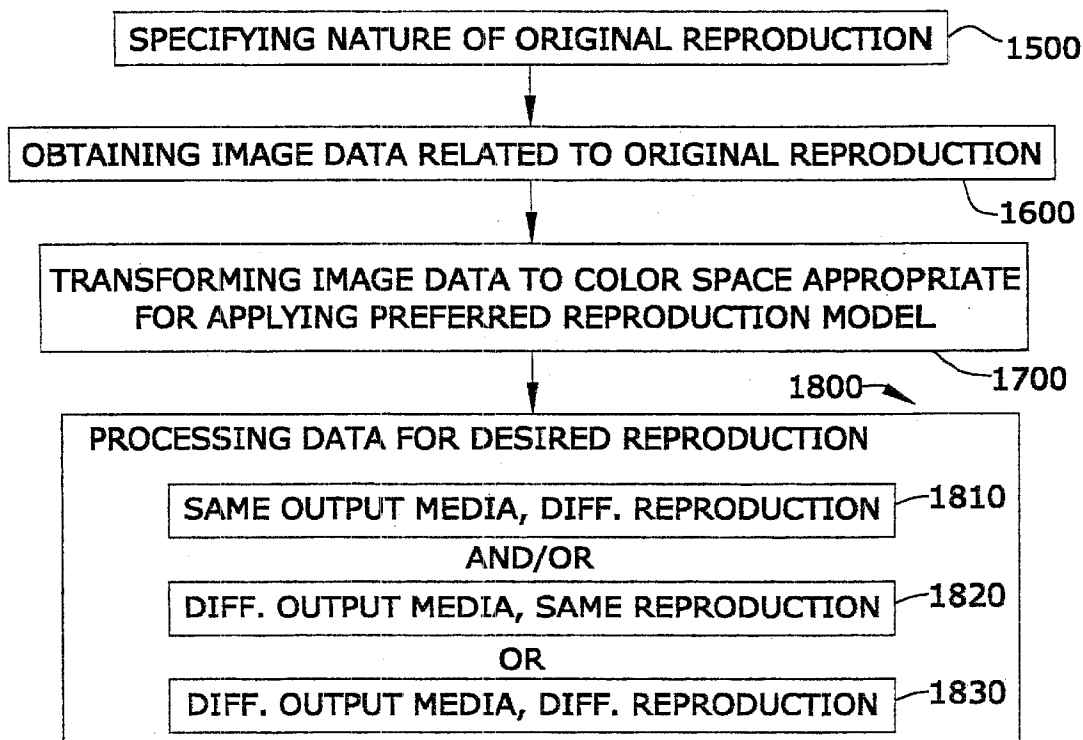 SPECIFYING NATURE OF ORIGINAL REPRODUCTION
1500
OBTAINING IMAGE DATA RELATED TO ORIGINAL REPRODUCTION
1600
TRANSFORMING IMAGE DATA TO COLOR SPACE APPROPRIATE
FOR APPLYING PREFERRED REPRODUCTION MODEL
1700
1800
PROCESSING DATA FOR DESIRED REPRODUCTION
SAME OUTPUT MEDIA, DIFF. REPRODUCTION
1810
AND/OR
DIFF. OUTPUT MEDIA, SAME REPRODUCTION
1820
OR
DIFF. OUTPUT MEDIA, DIFF. REPRODUCTION
1830